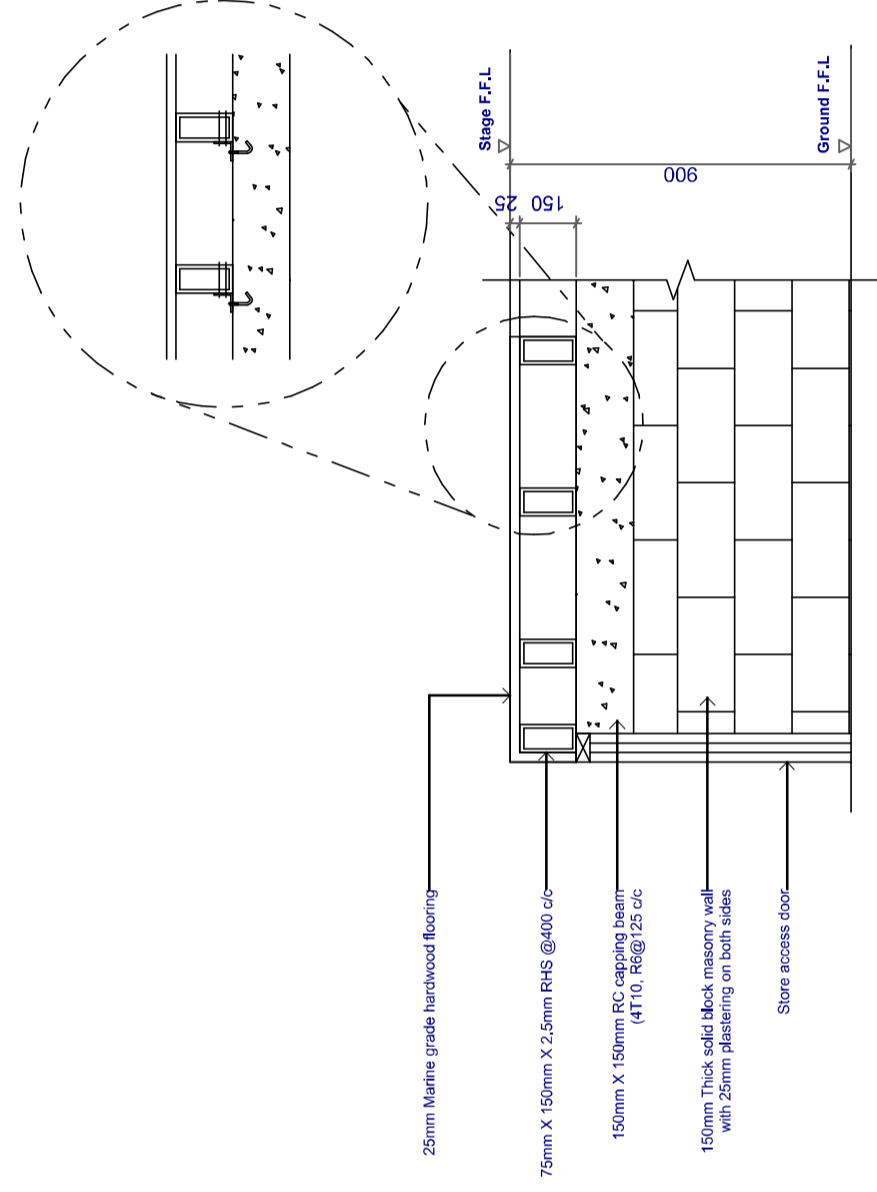 Stage F.F.L
Ground F.F.L
25
150
900
25mm Marine grade hardwood flooring
75mm X 150mm X 2.5mm RHS @400 c/c
150mm X 150mm RC capping beam
(4T10, R6@125 c/c
150mm Thick solid block masonry wall
with 25mm plastering on both sides
Store access door